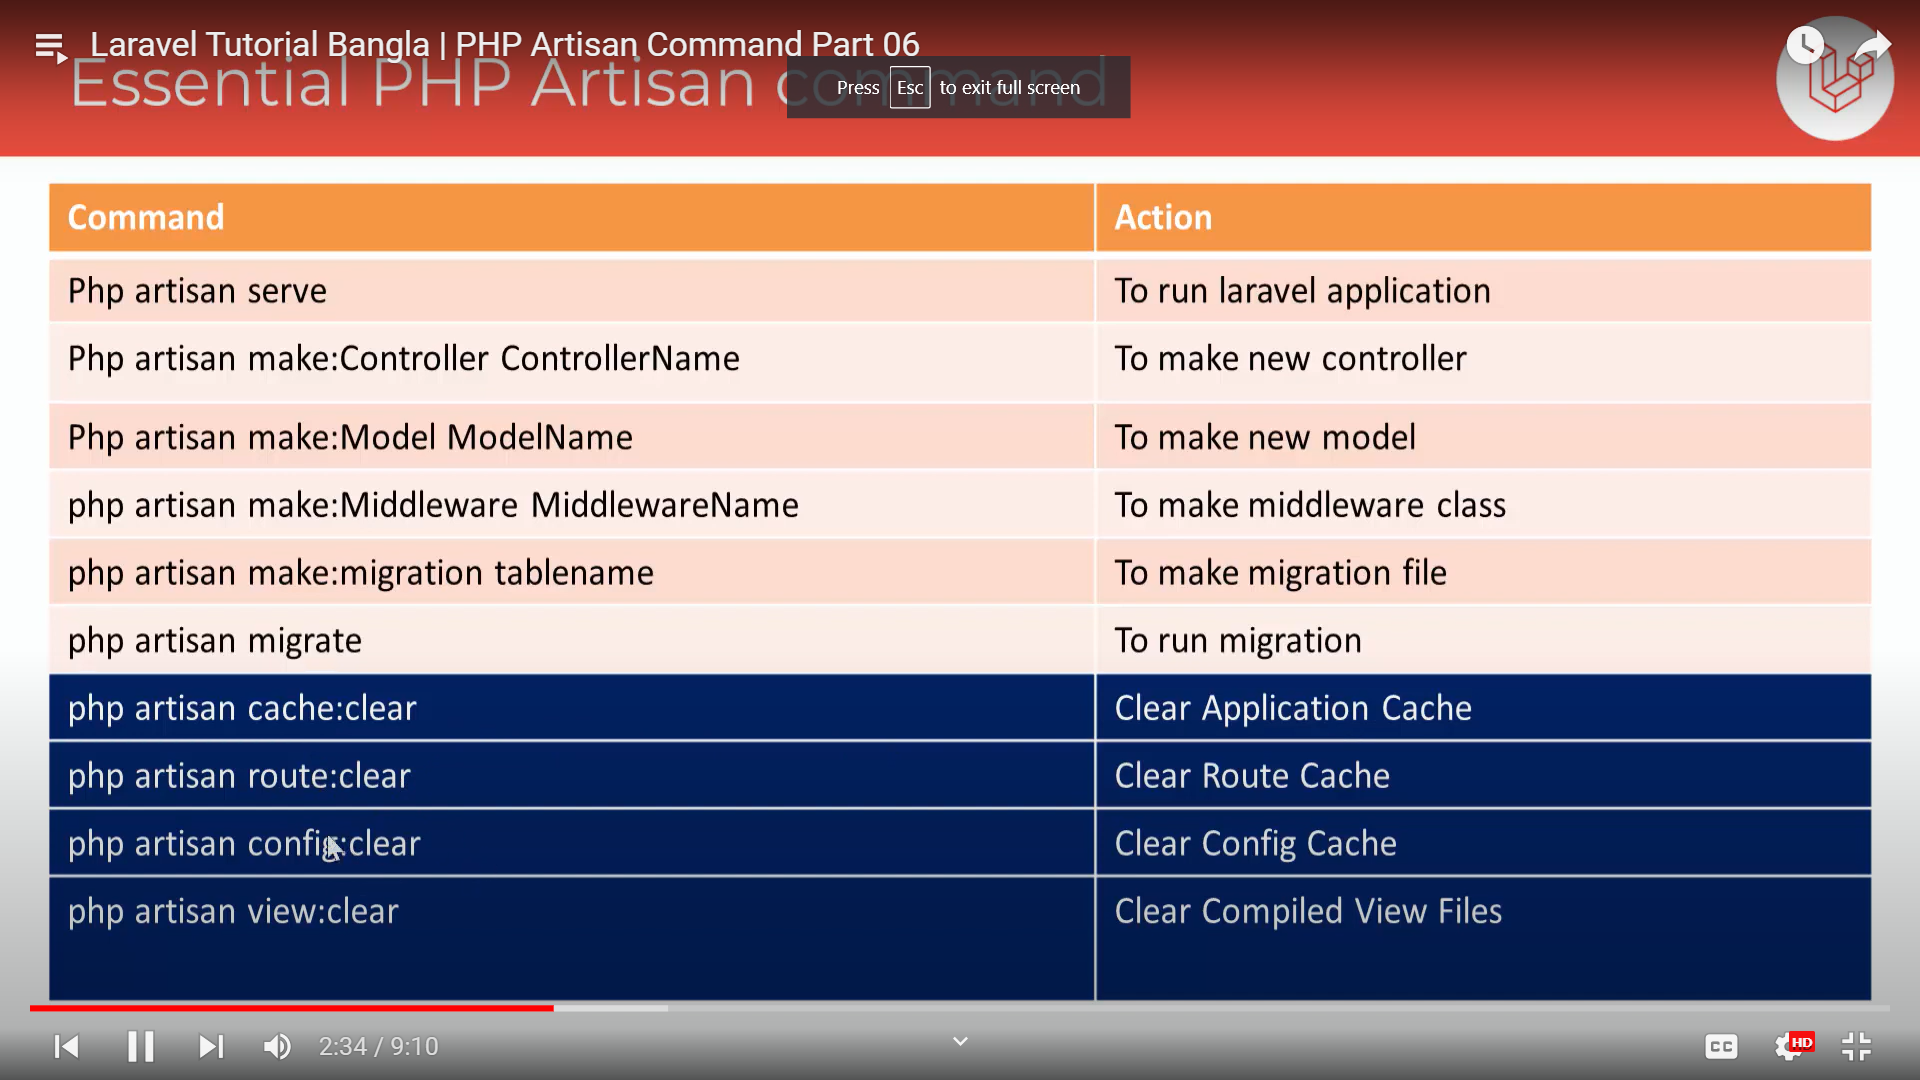 Laravel Tutorial Bangla | PHP Artisan Command Part 06
Essential PHP Artisan command
Press Esc to exit full screen
Command Action
Php artisan serve To run laravel application
Php artisan make:Controller ControllerName To make new controller
Php artisan make:Model ModelName To make new model
php artisan make:Middleware MiddlewareName To make middleware class
php artisan make:migration tablename To make migration file
php artisan migrate To run migration
php artisan cache:clear Clear Application Cache
php artisan route:clear Clear Route Cache
php artisan config:clear Clear Config Cache
php artisan view:clear Clear Compiled View Files
2:34 / 9:10 CC HD